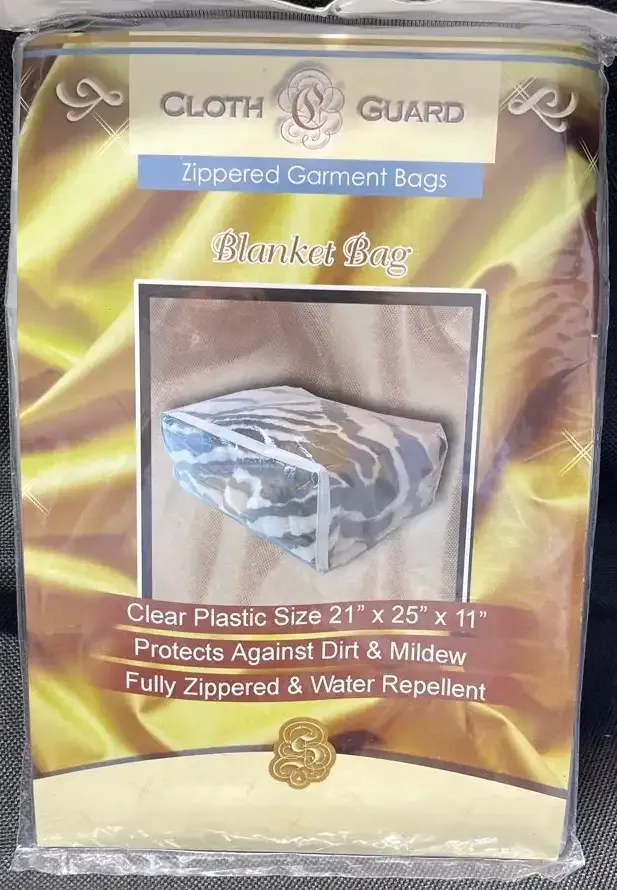 CLOTH GUARD
Zippered Garment Bags
Blanket Bag
Clear Plastic Size 21” x 25” x 11”
Protects Against Dirt & Mildew
Fully Zippered & Water Repellent